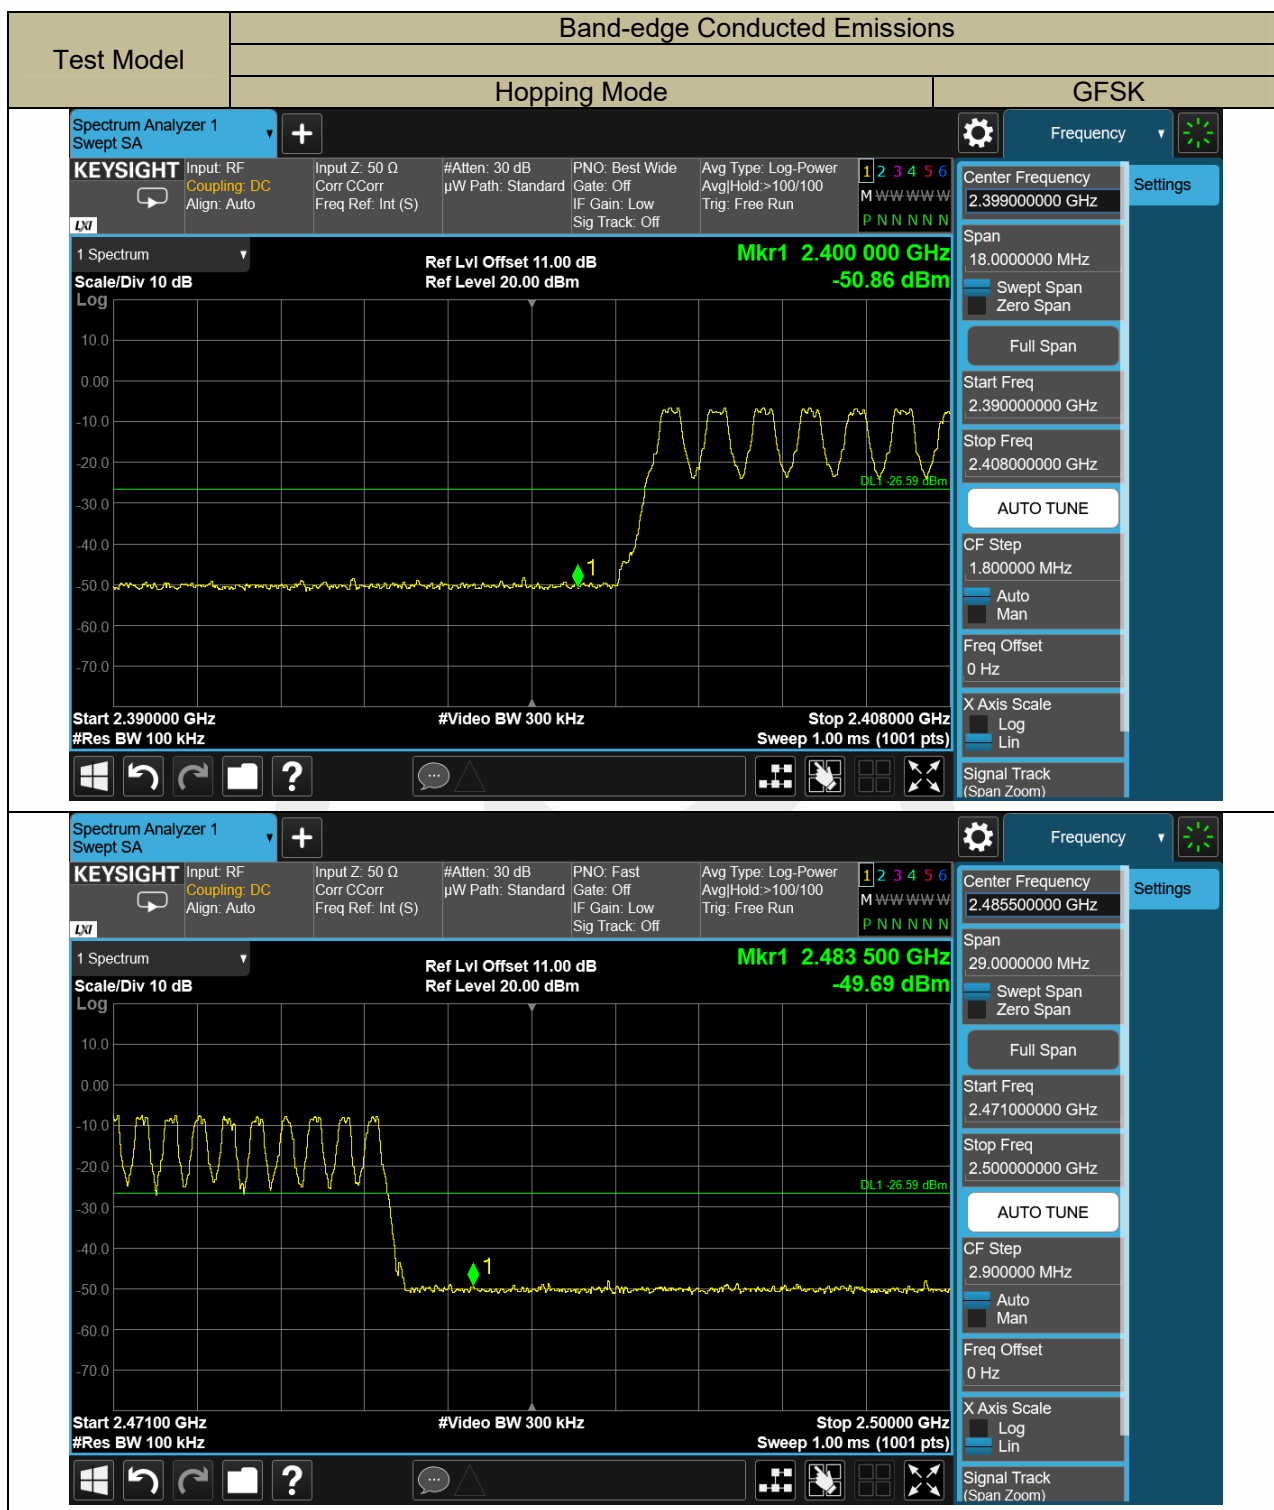 Test Model
Band-edge Conducted Emissions
Hopping Mode GFSK
Spectrum Analyzer 1
Swept SA
Frequency
KEYSIGHT
LXI
Input: RF
Coupling: DC
Align: Auto
Input Z: 50 Ω
Corr CCorr
Freq Ref: Int (S)
#Atten: 30 dB
µW Path: Standard
PNO: Best Wide
Gate: Off
IF Gain: Low
Sig Track: Off
Avg Type: Log-Power
Avg|Hold:>100/100
Trig: Free Run
1 2 3 4 5 6
M W W W W W
P N N N N N
1 Spectrum
Scale/Div 10 dB
Log
Ref Lvl Offset 11.00 dB
Ref Level 20.00 dBm
Mkr1 2.400 000 GHz
-50.86 dBm
10.0
0.00
-10.0
-20.0
-30.0
-40.0
-50.0
-60.0
-70.0
DL1 -26.59 dBm
1
Start 2.390000 GHz
#Res BW 100 kHz
#Video BW 300 kHz
Stop 2.408000 GHz
Sweep 1.00 ms (1001 pts)
Center Frequency
2.399000000 GHz
Span
18.0000000 MHz
Swept Span
Zero Span
Full Span
Start Freq
2.390000000 GHz
Stop Freq
2.408000000 GHz
AUTO TUNE
CF Step
1.800000 MHz
Auto
Man
Freq Offset
0 Hz
X Axis Scale
Log
Lin
Signal Track
(Span Zoom)
Settings
Spectrum Analyzer 1
Swept SA
Frequency
KEYSIGHT
LXI
Input: RF
Coupling: DC
Align: Auto
Input Z: 50 Ω
Corr CCorr
Freq Ref: Int (S)
#Atten: 30 dB
µW Path: Standard
PNO: Fast
Gate: Off
IF Gain: Low
Sig Track: Off
Avg Type: Log-Power
Avg|Hold:>100/100
Trig: Free Run
1 2 3 4 5 6
M W W W W W
P N N N N N
1 Spectrum
Scale/Div 10 dB
Log
Ref Lvl Offset 11.00 dB
Ref Level 20.00 dBm
Mkr1 2.483 500 GHz
-49.69 dBm
10.0
0.00
-10.0
-20.0
-30.0
-40.0
-50.0
-60.0
-70.0
DL1 -26.59 dBm
1
Start 2.47100 GHz
#Res BW 100 kHz
#Video BW 300 kHz
Stop 2.50000 GHz
Sweep 1.00 ms (1001 pts)
Center Frequency
2.485500000 GHz
Span
29.0000000 MHz
Swept Span
Zero Span
Full Span
Start Freq
2.471000000 GHz
Stop Freq
2.500000000 GHz
AUTO TUNE
CF Step
2.900000 MHz
Auto
Man
Freq Offset
0 Hz
X Axis Scale
Log
Lin
Signal Track
(Span Zoom)
Settings